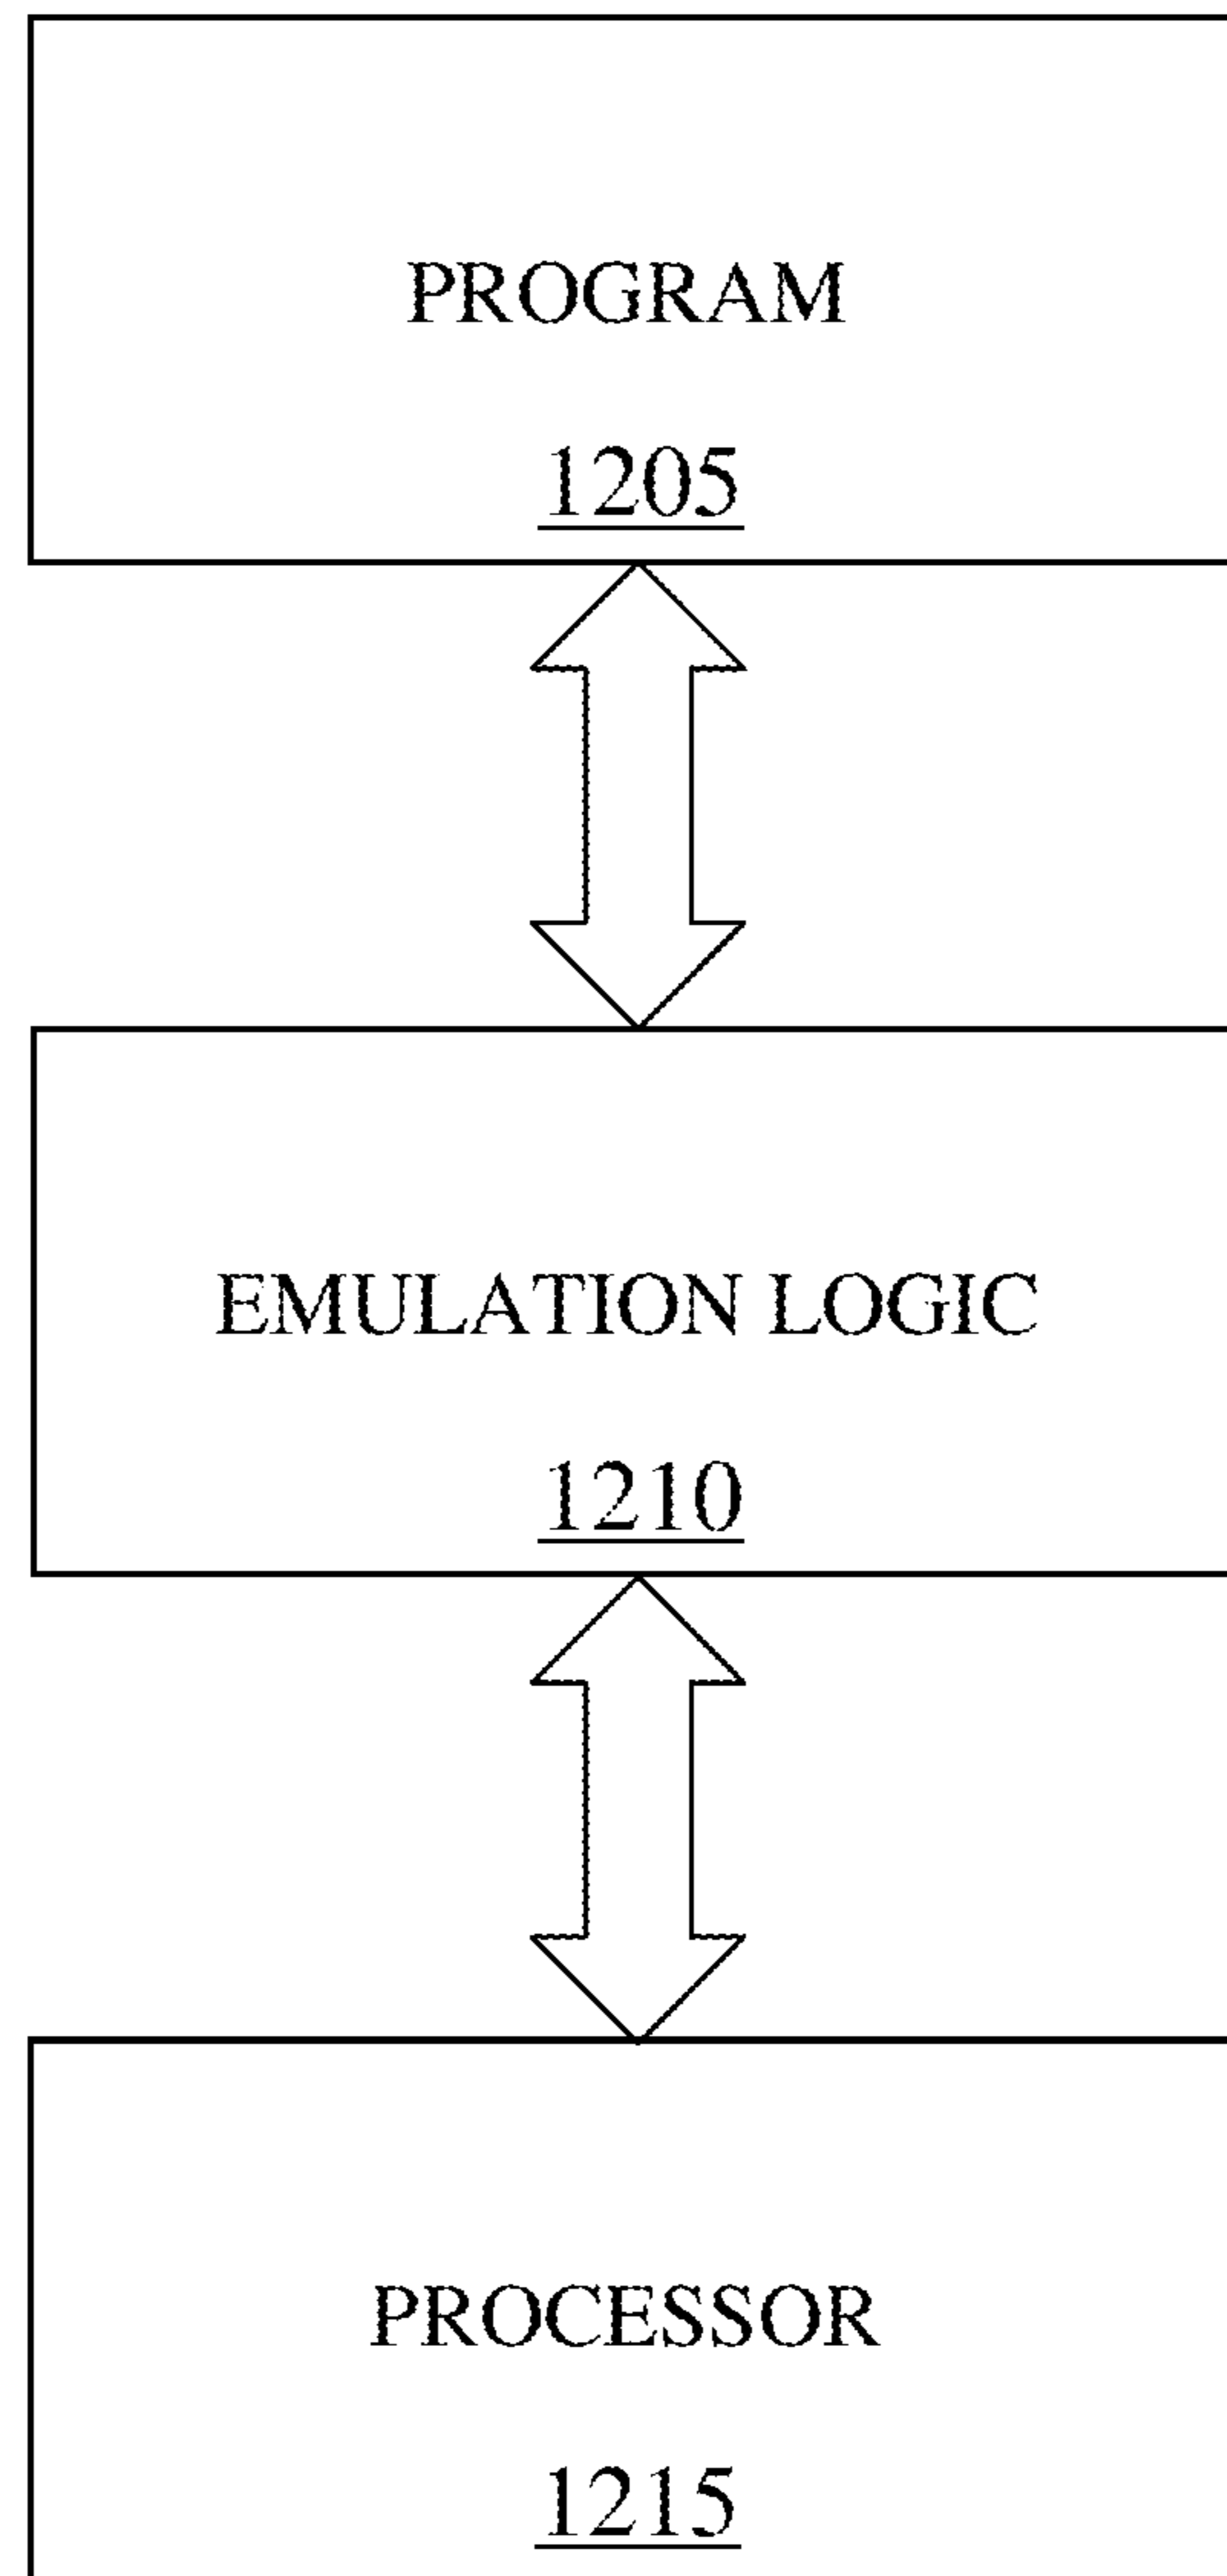 PROGRAM
1205
EMULATION LOGIC
1210
PROCESSOR
1215